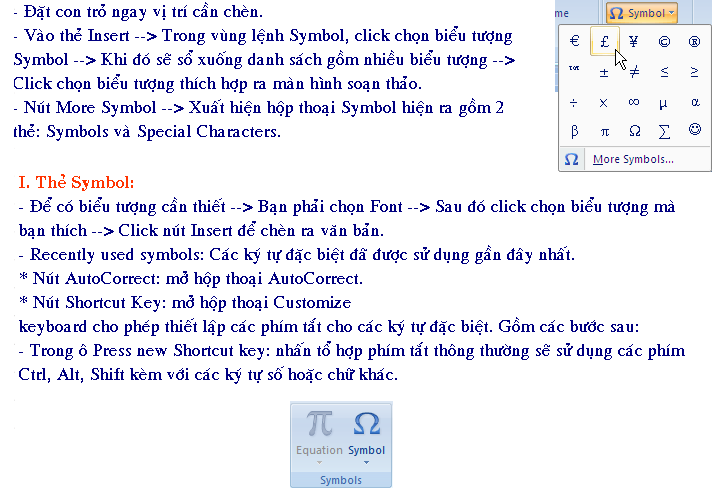 - Đặt con trỏ ngay vị trí cần chèn.
- Vào thẻ Insert --> Trong vùng lệnh Symbol, click chọn biểu tượng
Symbol --> Khi đó sẽ sổ xuống danh sách gồm nhiều biểu tượng -->
Click chọn biểu tượng thích hợp ra màn hình soạn thảo.
- Nút More Symbol --> Xuất hiện hộp thoại Symbol hiện ra gồm 2
thẻ: Symbols và Special Characters.
me
Ω Symbol
€ £ ¥ © ®
± ≠ ≤ ≥
÷ × ∞ µ α
β π Ω ∑ ☺
Ω More Symbols...
I. Thẻ Symbol:
- Để có biểu tượng cần thiết --> Bạn phải chọn Font --> Sau đó click chọn biểu tượng mà
bạn thích --> Click nút Insert để chèn ra văn bản.
- Recently used symbols: Các ký tự đặc biệt đã được sử dụng gần đây nhất.
* Nút AutoCorrect: mở hộp thoại AutoCorrect.
* Nút Shortcut Key: mở hộp thoại Customize
keyboard cho phép thiết lập các phím tắt cho các ký tự đặc biệt. Gồm các bước sau:
- Trong ô Press new Shortcut key: nhấn tổ hợp phím tắt thông thường sẽ sử dụng các phím
Ctrl, Alt, Shift kèm với các ký tự số hoặc chữ khác.
π Ω
Equation Symbol
Symbols